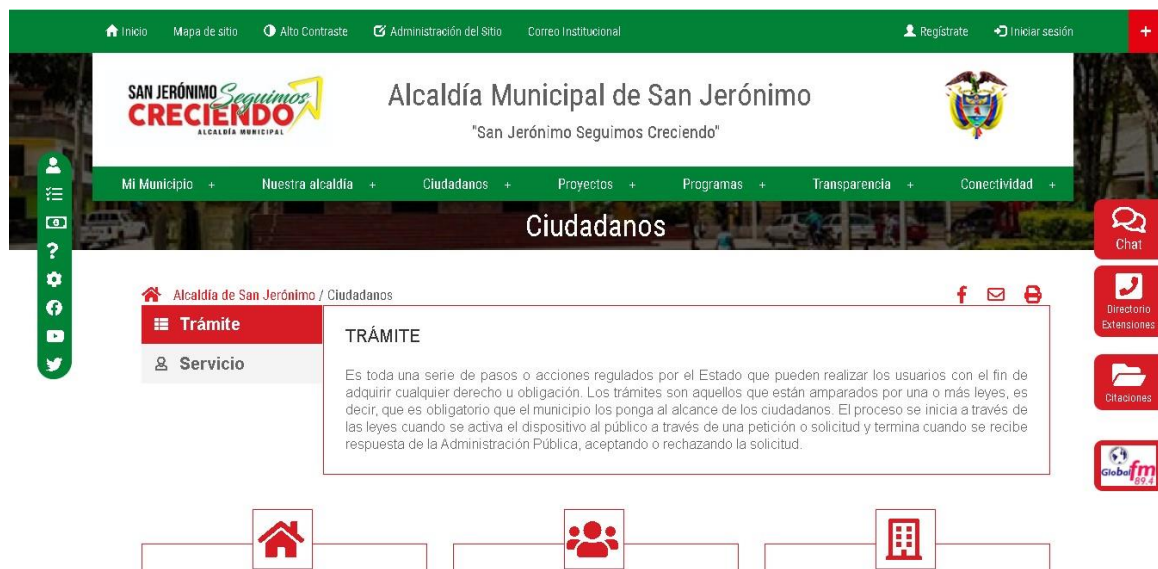 Inicio Mapa de sitio Alto Contraste Administración del Sitio Correo Institucional Regístrate Iniciar sesión +
SAN JERÓNIMO Seguimos
CRECIENDO
ALCALDÍA MUNICIPAL
Alcaldía Municipal de San Jerónimo
"San Jerónimo Seguimos Creciendo"
Mi Municipio + Nuestra alcaldía + Ciudadanos + Proyectos + Programas + Transparencia + Conectividad +
Ciudadanos
Chat
Directorio
Extensiones
Citaciones
Global fm
89.4
Alcaldía de San Jerónimo / Ciudadanos
Trámite
Servicio
TRÁMITE
Es toda una serie de pasos o acciones regulados por el Estado que pueden realizar los usuarios con el fin de
adquirir cualquier derecho u obligación. Los trámites son aquellos que están amparados por una o más leyes, es
decir, que es obligatorio que el municipio los ponga al alcance de los ciudadanos. El proceso se inicia a través de
las leyes cuando se activa el dispositivo al público a través de una petición o solicitud y termina cuando se recibe
respuesta de la Administración Pública, aceptando o rechazando la solicitud.